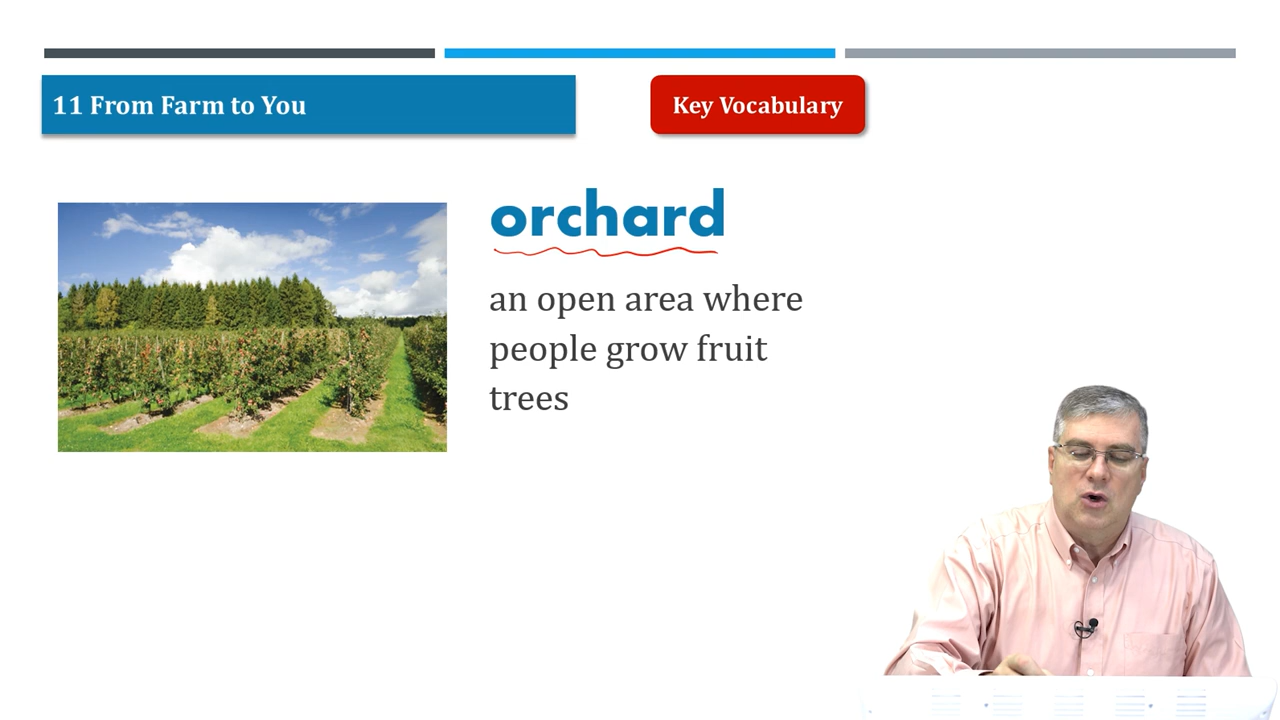 11 From Farm to You
Key Vocabulary
orchard
an open area where
people grow fruit
trees